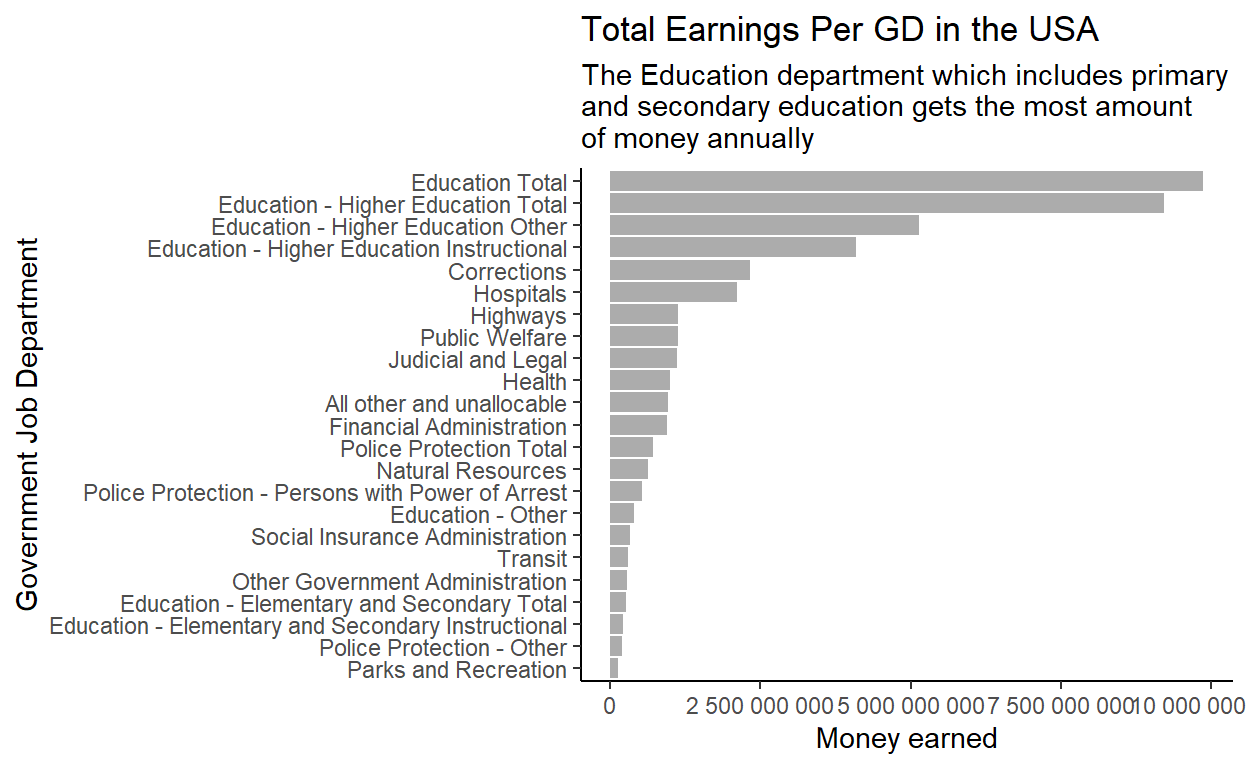 Total Earnings Per GD in the USA
The Education department which includes primary
and secondary education gets the most amount
of money annually
Government Job Department
Education Total
Education - Higher Education Total
Education - Higher Education Other
Education - Higher Education Instructional
Corrections
Hospitals
Highways
Public Welfare
Judicial and Legal
Health
All other and unallocable
Financial Administration
Police Protection Total
Natural Resources
Police Protection - Persons with Power of Arrest
Education - Other
Social Insurance Administration
Transit
Other Government Administration
Education - Elementary and Secondary Total
Education - Elementary and Secondary Instructional
Police Protection - Other
Parks and Recreation
0 2 500 000 000 5 000 000 000 7 500 000 000 10 000 000
Money earned